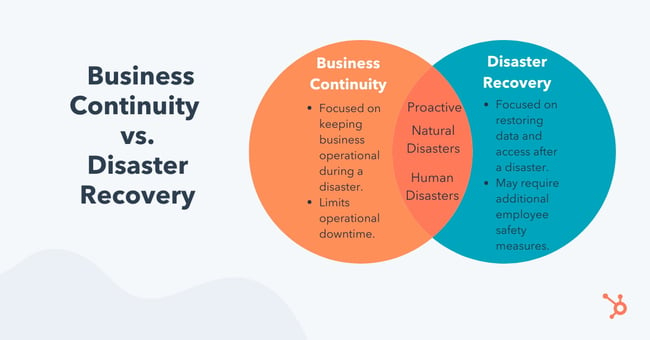 Business
Continuity
vs.
Disaster
Recovery
Business
Continuity
• Focused on
keeping
business
operational
during a
disaster.
• Limits
operational
downtime.
Proactive
Natural
Disasters
Human
Disasters
Disaster
Recovery
• Focused on
restoring
data and
access after
a disaster.
• May require
additional
employee
safety
measures.